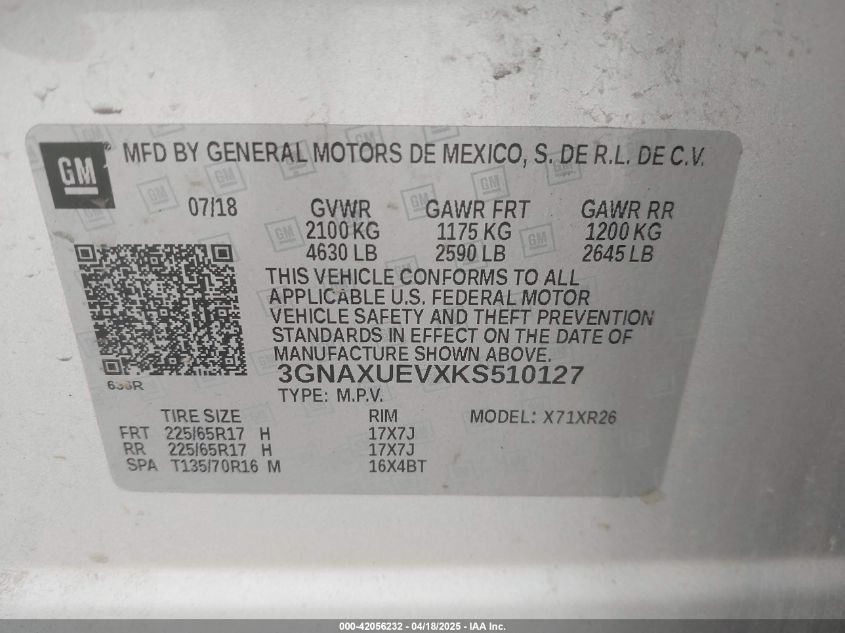 GM ® MFD BY GENERAL MOTORS DE MEXICO, S. DE R.L. DE C.V.
07/18 GVWR GAWR FRT GAWR RR
2100 KG 1175 KG 1200 KG
4630 LB 2590 LB 2645 LB
THIS VEHICLE CONFORMS TO ALL
APPLICABLE U.S. FEDERAL MOTOR
VEHICLE SAFETY AND THEFT PREVENTION
STANDARDS IN EFFECT ON THE DATE OF
MANUFACTURE SHOWN ABOVE.
3GNAXUEVXKS510127
TYPE: M.P.V.
TIRE SIZE RIM MODEL: X71XR26
FRT 225/65R17 H 17X7J
RR 225/65R17 H 17X7J
SPA T135/70R16 M 16X4BT
000-42056232 - 04/18/2025 - IAA Inc.